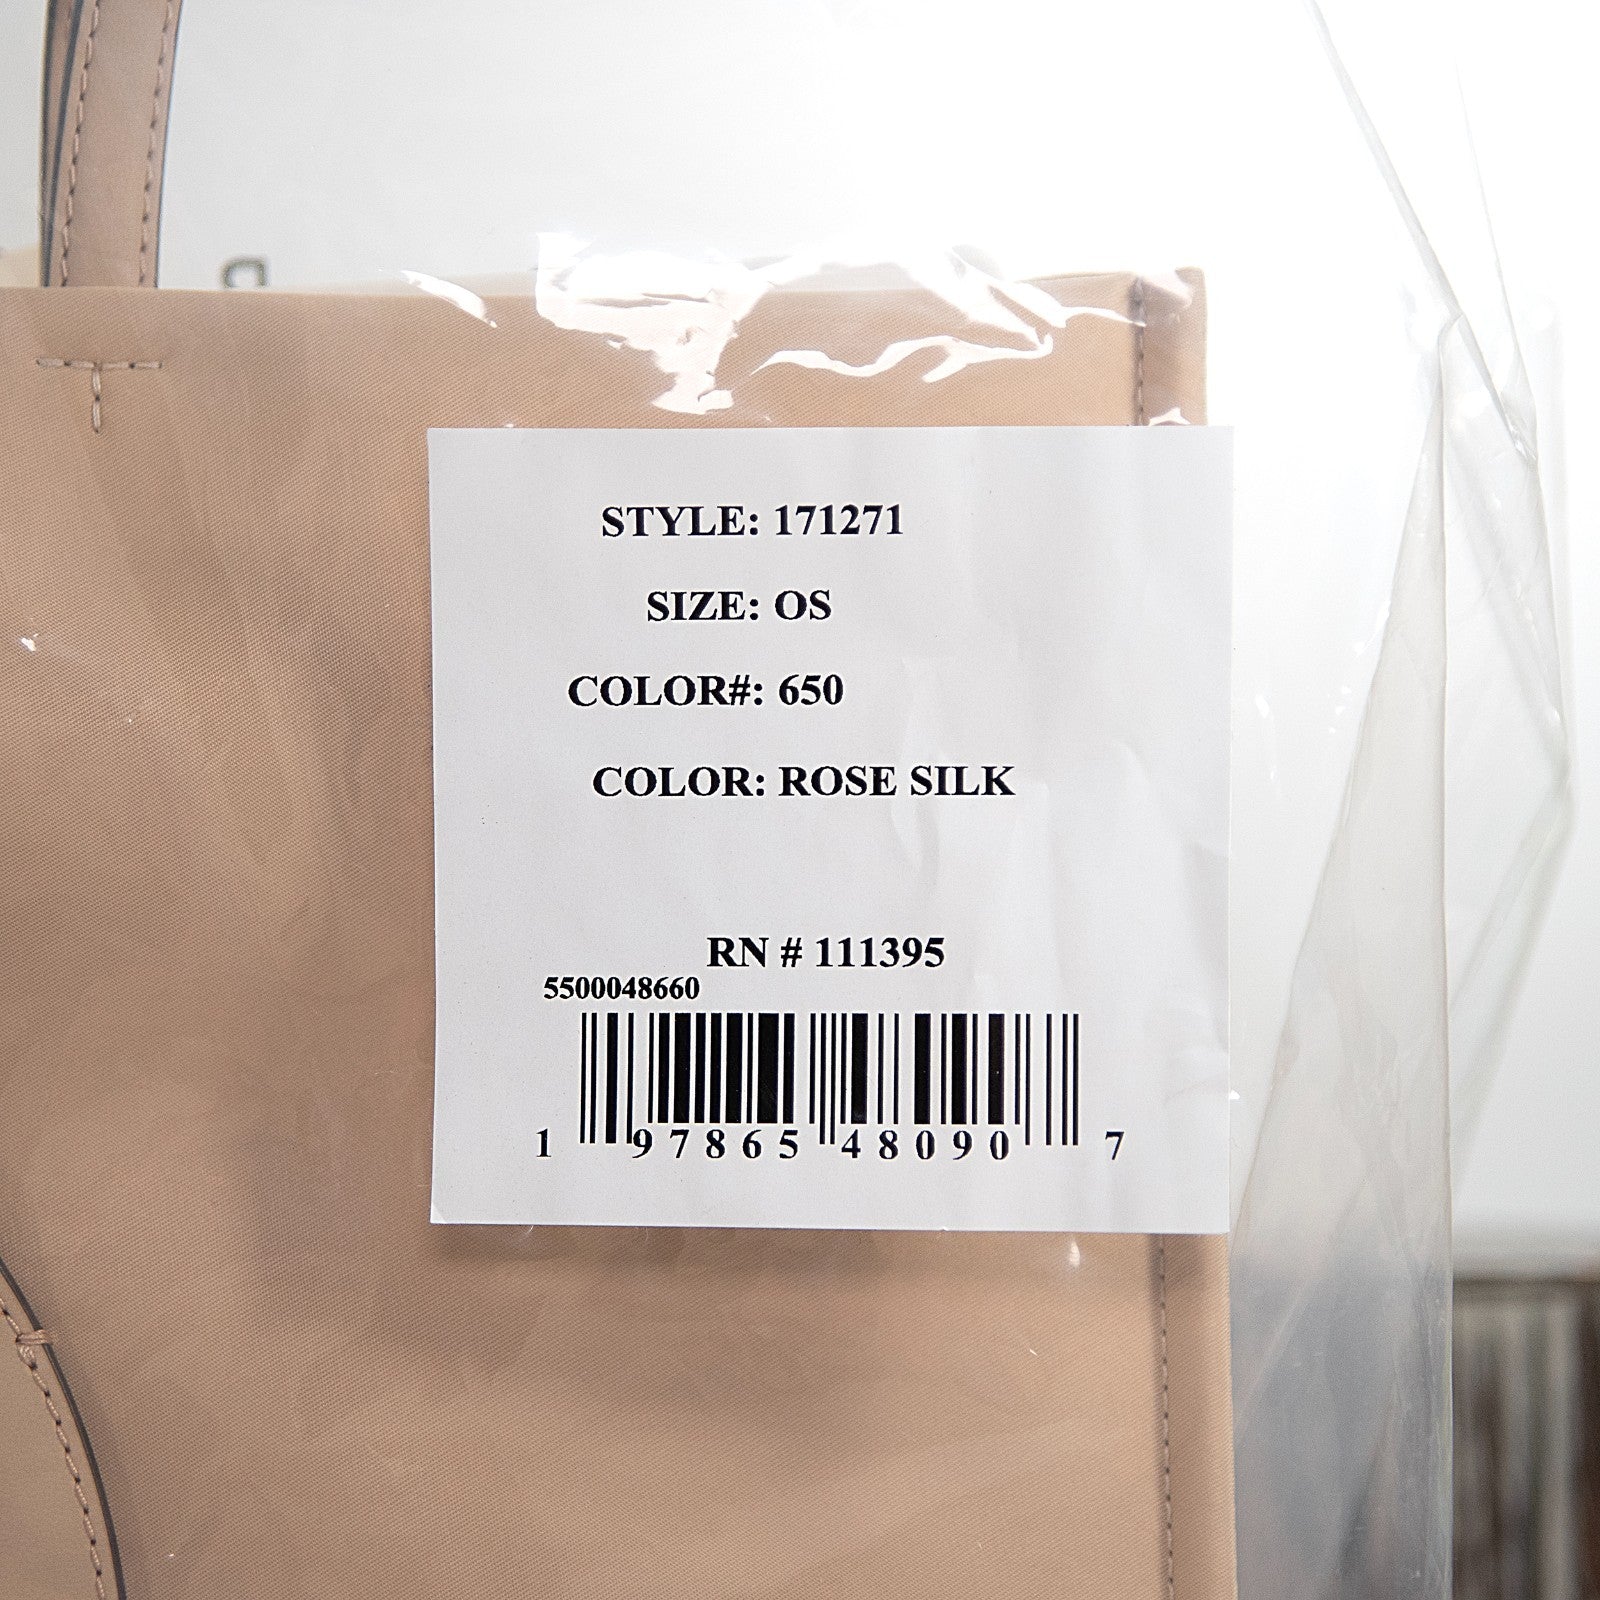 STYLE: 171271
SIZE: OS
COLOR#: 650
COLOR: ROSE SILK
RN # 111395
5500048660
1 97865 48090 7